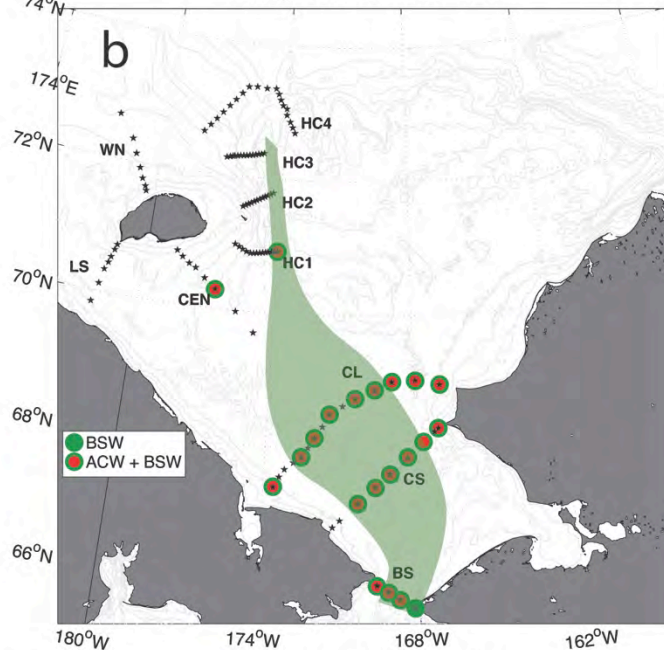 74°N
b
174°E
72°N
WN
HC4
HC3
HC2
HC1
LS
70°N
CEN
CL
68°N
BSW
ACW + BSW
CS
66°N
BS
180°W
174°W
168°W
162°W